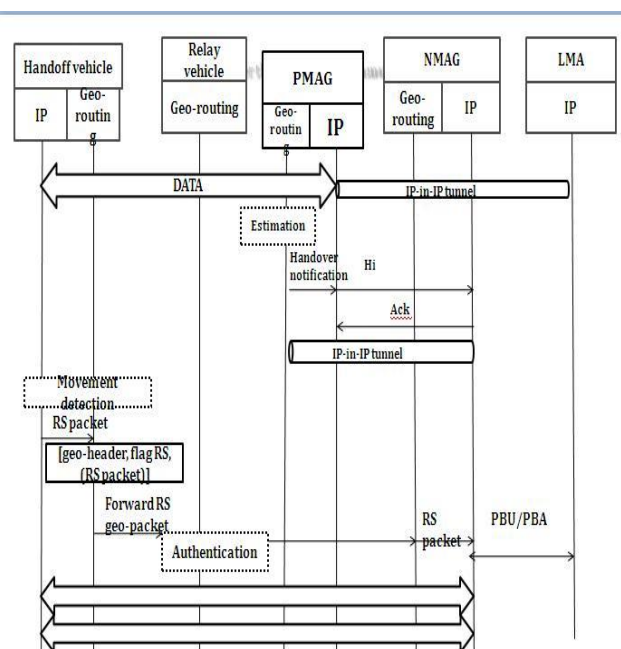 Relay
vehicle
Handoff vehicle
PMAG
NMAG
LMA
IP
Geo-
routin
g
Geo-routing
Geo-
routin
g
IP
Geo-
routing
IP
IP
DATA
IP-in-IP tunnel
Estimation
Handover
notification
Hi
Ack
IP-in-IP tunnel
Movement
detection
RS packet
[geo-header, flag RS,
(RS packet)]
Forward RS
geo-packet
Authentication
RS
packet
PBU/PBA